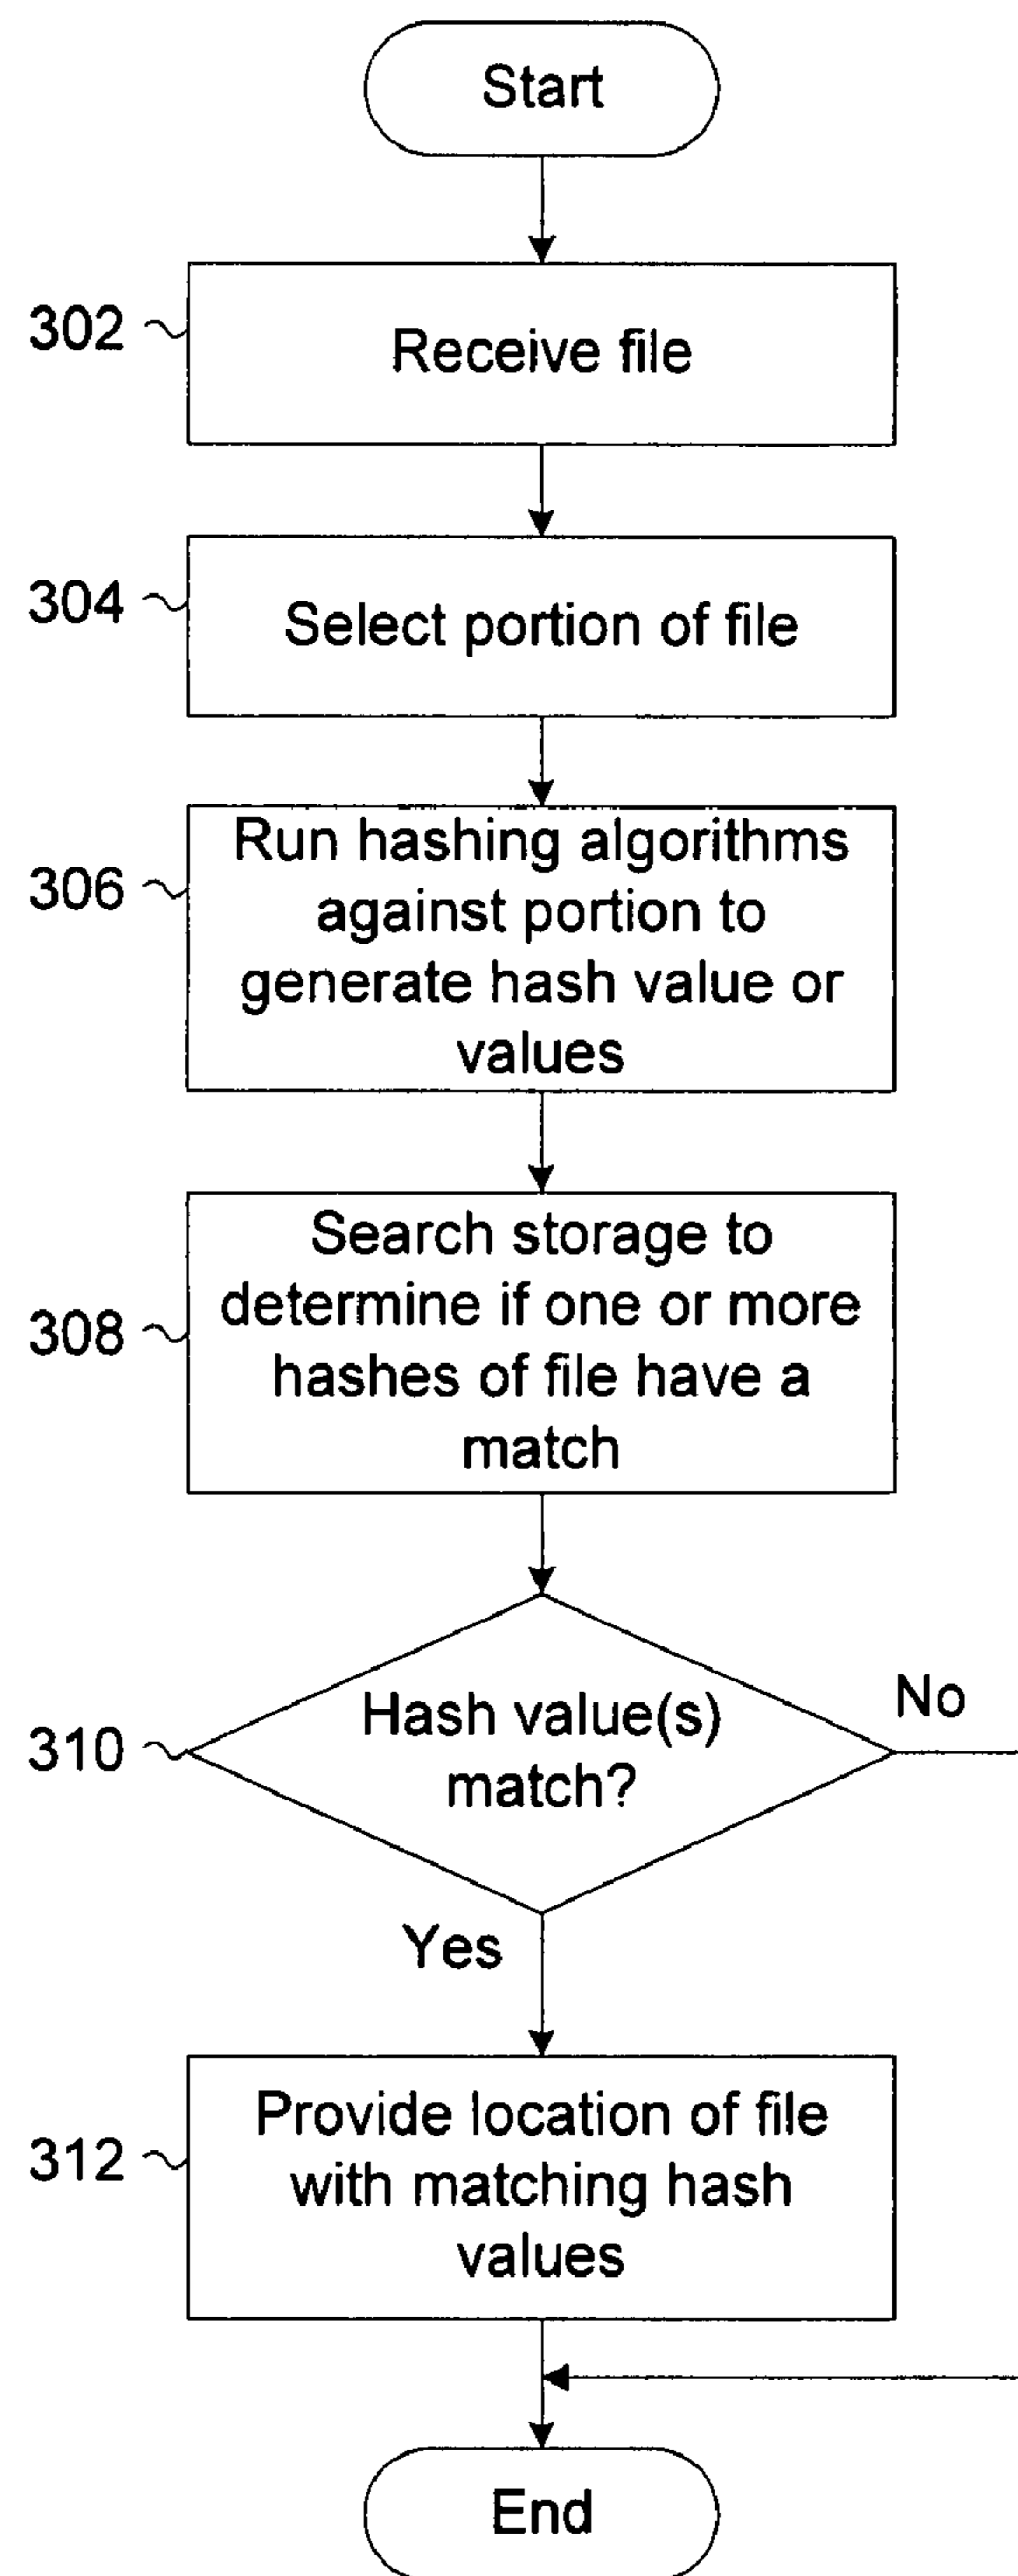 Start
302
Receive file
304
Select portion of file
306
Run hashing algorithms
against portion to
generate hash value or
values
308
Search storage to
determine if one or more
hashes of file have a
match
310
Hash value(s)
match?
No
Yes
312
Provide location of file
with matching hash
values
End